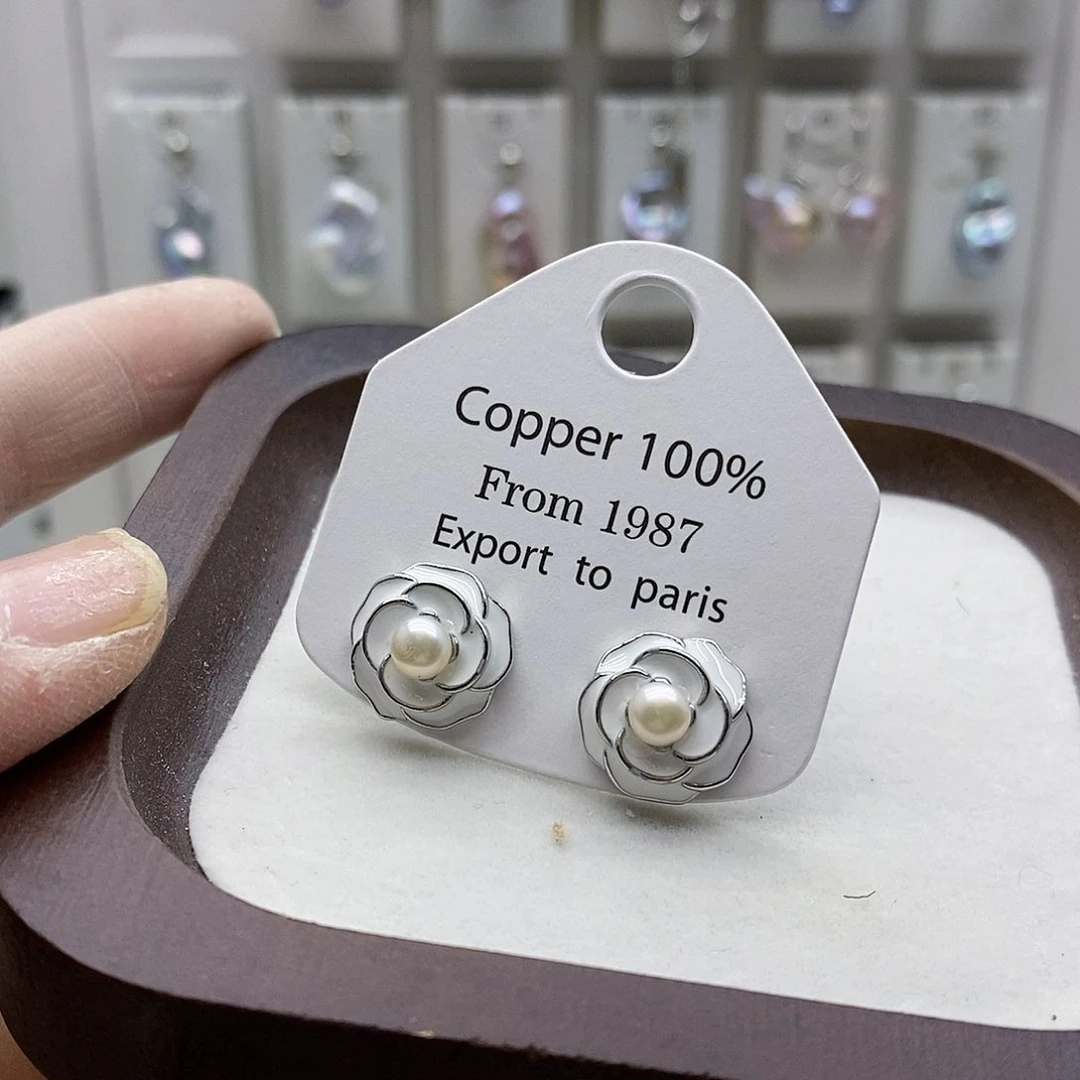 Copper 100%
From 1987
Export to paris